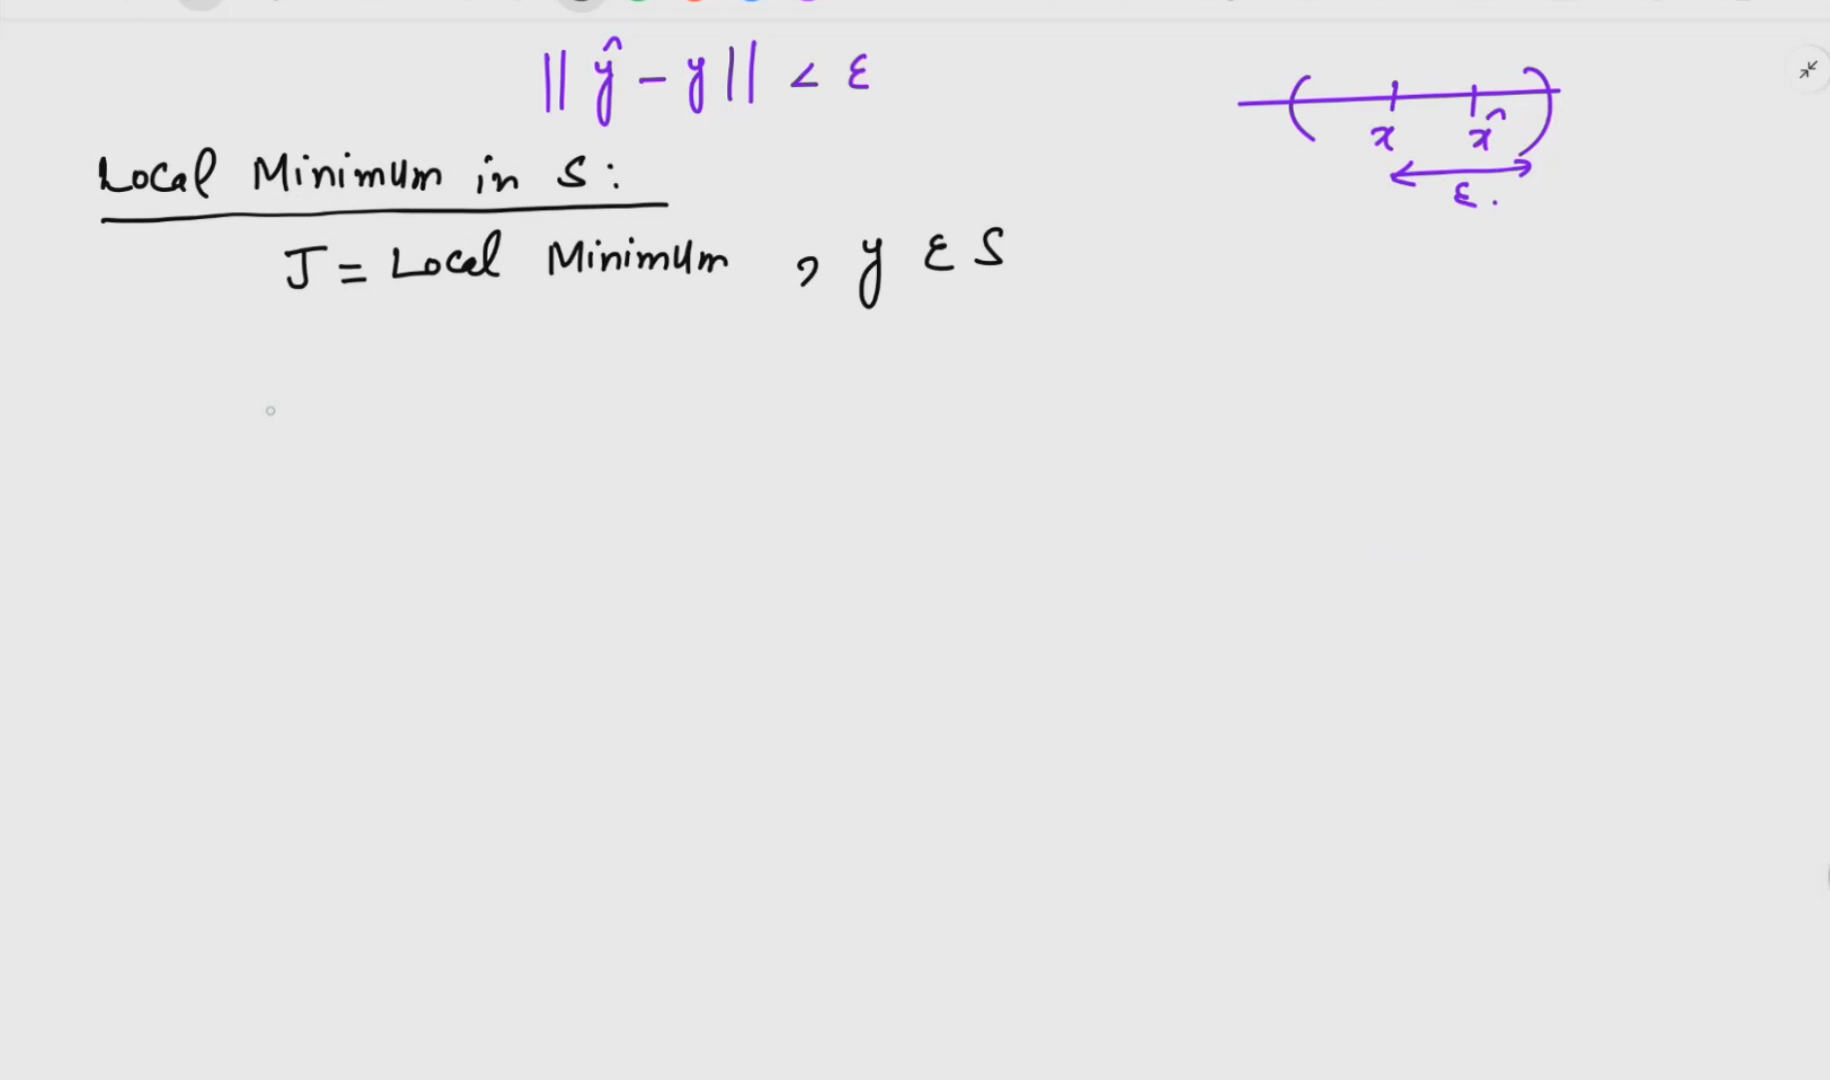 || ŷ - y || < ε
x x̂
ε.
Local Minimum in S:
J = Local Minimum , y ε S